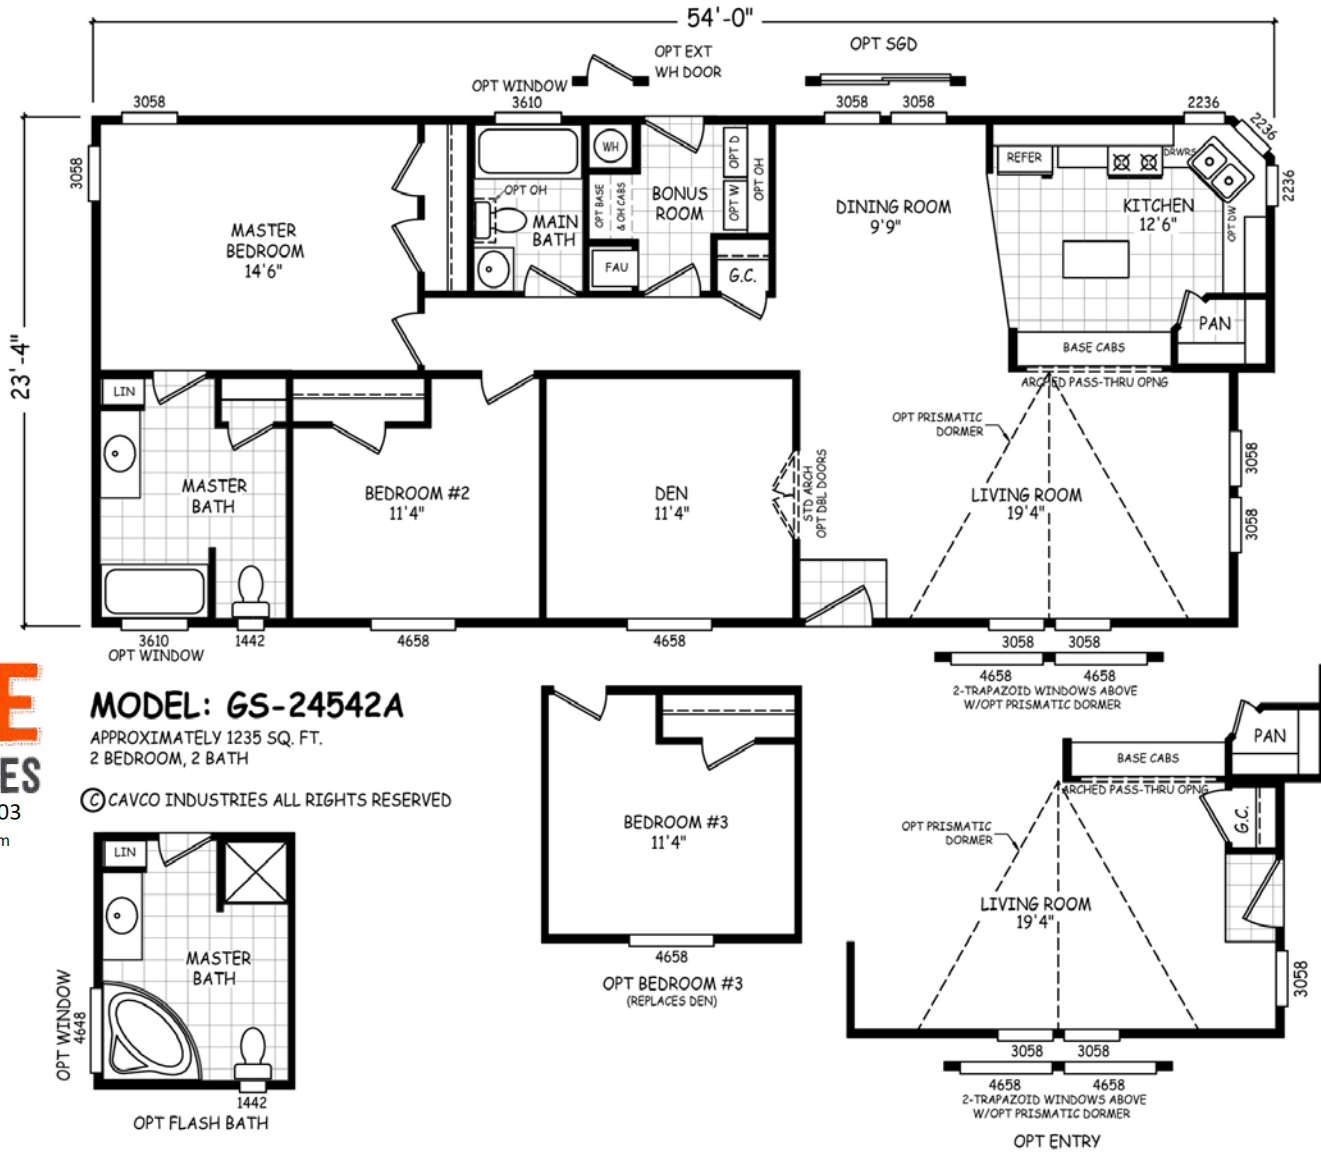 54'-0"
OPT EXT
WH DOOR
OPT SGD
OPT WINDOW
3058
3610
3058
3058
2236
2236
2236
3058
23'-4"
MASTER
BEDROOM
14'6"
OPT OH
MAIN
BATH
WH
OPT BASE
& OH CABS
FAU
BONUS
ROOM
OPT D
OPT W
OPT OH
G.C.
DINING ROOM
9'9"
REFER
DRWRS
KITCHEN
12'6"
OPT DW
PAN
BASE CABS
ARCHED PASS-THRU OPNG
LIN
MASTER
BATH
BEDROOM #2
11'4"
DEN
11'4"
STD ARCH
OPT DBL DOORS
OPT PRISMATIC
DORMER
LIVING ROOM
19'4"
3058
3058
3610
OPT WINDOW
1442
4658
4658
3058
3058
4658
4658
2-TRAPAZOID WINDOWS ABOVE
W/OPT PRISMATIC DORMER
E
ES
03
m
MODEL: GS-24542A
APPROXIMATELY 1235 SQ. FT.
2 BEDROOM, 2 BATH
© CAVCO INDUSTRIES ALL RIGHTS RESERVED
LIN
MASTER
BATH
OPT WINDOW
4648
1442
OPT FLASH BATH
BEDROOM #3
11'4"
4658
OPT BEDROOM #3
(REPLACES DEN)
PAN
BASE CABS
ARCHED PASS-THRU OPNG
G.C.
OPT PRISMATIC
DORMER
LIVING ROOM
19'4"
3058
3058
3058
4658
4658
2-TRAPAZOID WINDOWS ABOVE
W/OPT PRISMATIC DORMER
OPT ENTRY